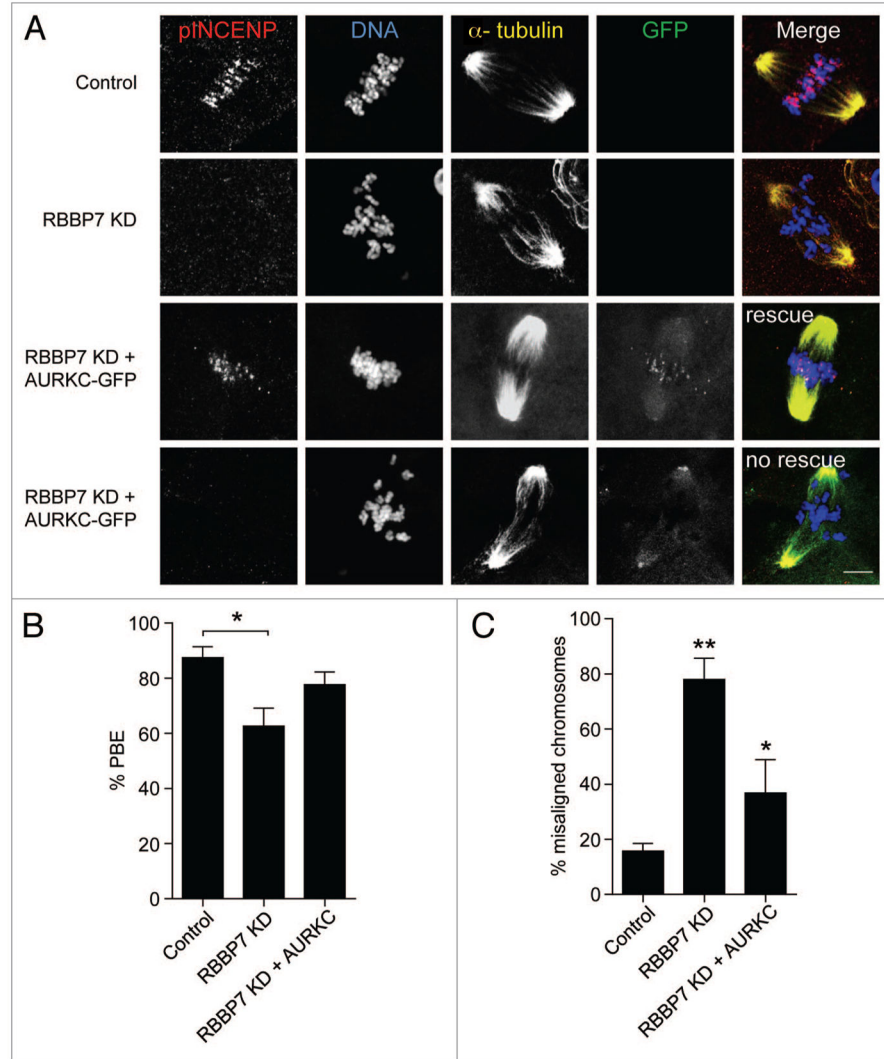 A
pINCENP DNA α- tubulin GFP Merge
Control
RBBP7 KD
RBBP7 KD +
AURKC-GFP
rescue
RBBP7 KD +
AURKC-GFP
no rescue
B
% PBE
100
80
60
40
20
0
*
Control
RBBP7 KD
RBBP7 KD + AURKC
C
% misaligned chromosomes
100
80
60
40
20
0
**
*
Control
RBBP7 KD
RBBP7 KD + AURKC